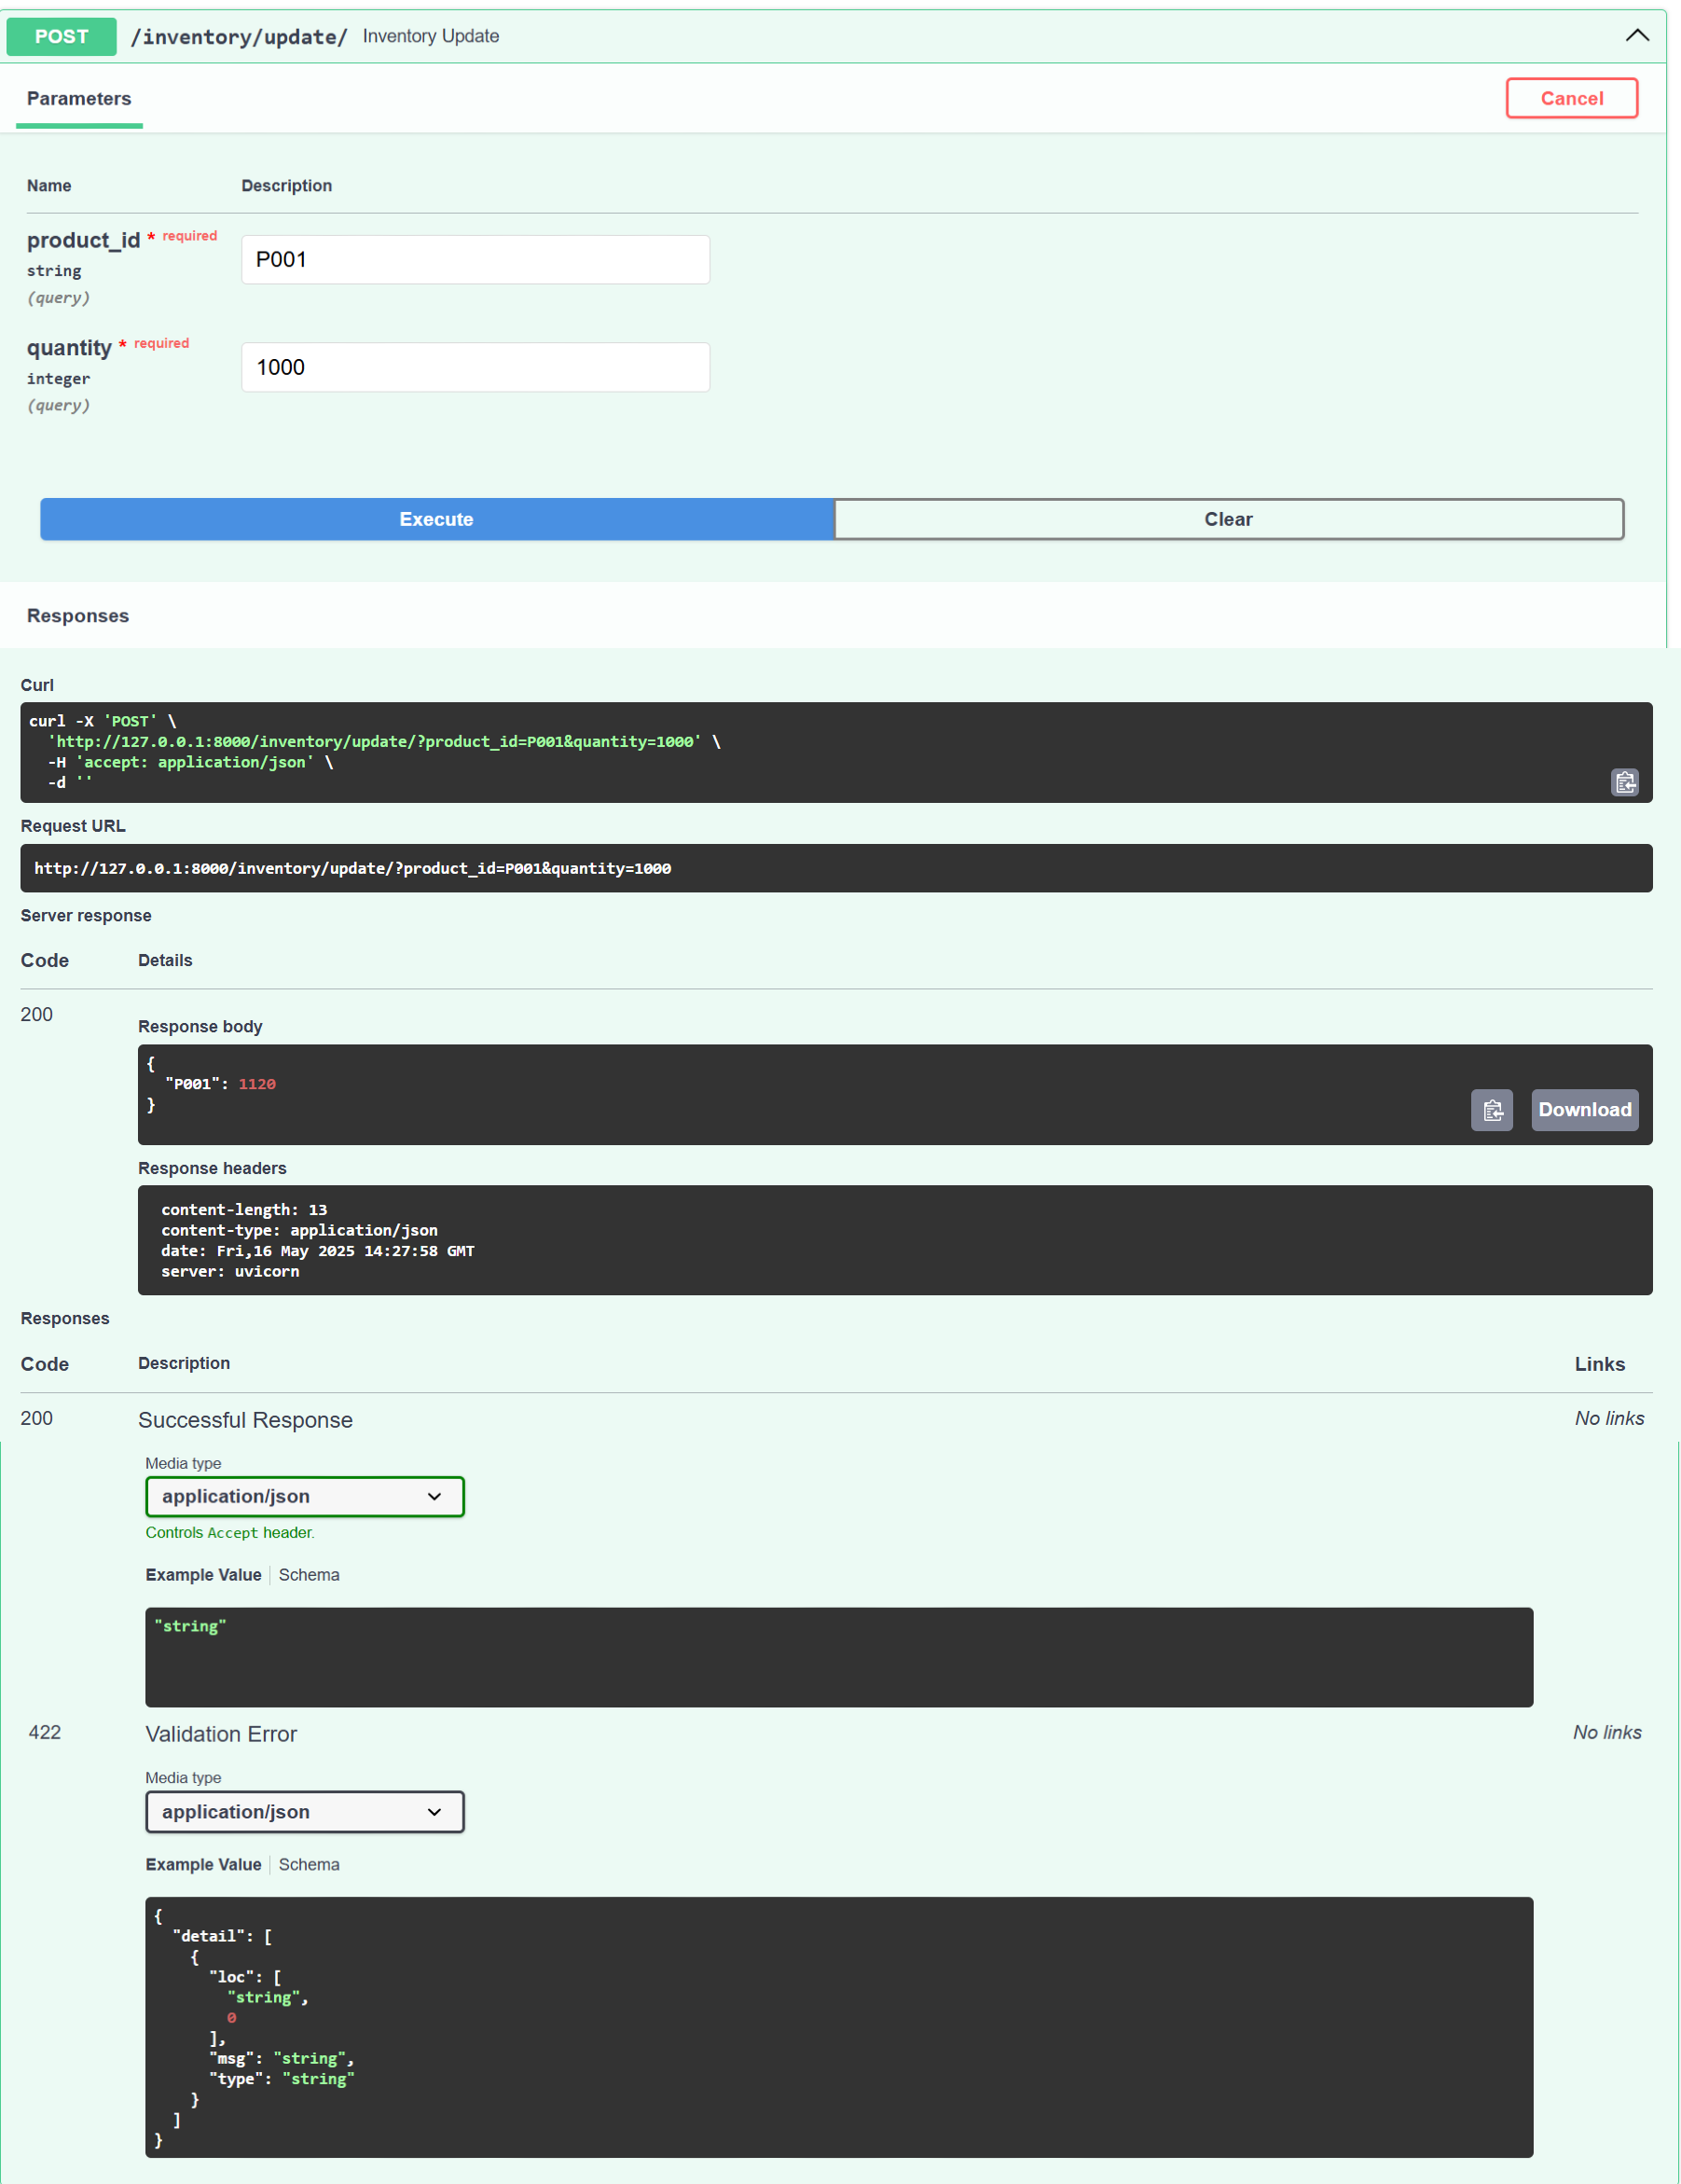 POST /inventory/update/ Inventory Update
Parameters Cancel
Name Description
product_id * required
string
(query)
P001
quantity * required
integer
(query)
1000
Execute Clear
Responses
Curl
curl -X 'POST' \
  'http://127.0.0.1:8000/inventory/update/?product_id=P001&quantity=1000' \
  -H 'accept: application/json' \
  -d ''
Request URL
http://127.0.0.1:8000/inventory/update/?product_id=P001&quantity=1000
Server response
Code Details
200
Response body
{
  "P001": 1120
}
Download
Response headers
content-length: 13
content-type: application/json
date: Fri,16 May 2025 14:27:58 GMT
server: uvicorn
Responses
Code Description Links
200 Successful Response No links
Media type
application/json
Controls Accept header.
Example Value Schema
"string"
422 Validation Error No links
Media type
application/json
Example Value Schema
{
  "detail": [
    {
      "loc": [
        "string",
        0
      ],
      "msg": "string",
      "type": "string"
    }
  ]
}